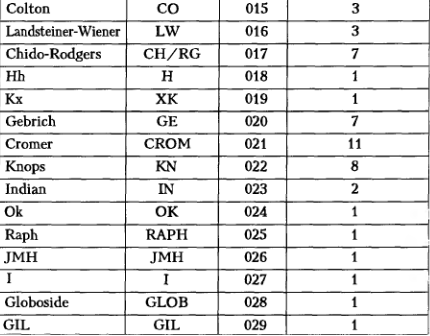 Colton CO 015 3
Landsteiner-Wiener LW 016 3
Chido-Rodgers CH/RG 017 7
Hh H 018 1
Kx XK 019 1
Gebrich GE 020 7
Cromer CROM 021 11
Knops KN 022 8
Indian IN 023 2
Ok OK 024 1
Raph RAPH 025 1
JMH JMH 026 1
I I 027 1
Globoside GLOB 028 1
GIL GIL 029 1